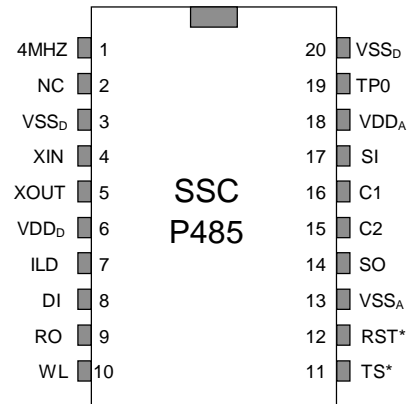 4MHZ 1 20 VSSD
NC 2 19 TP0
VSSD 3 18 VDDA
XIN 4 17 SI
XOUT 5 SSC 16 C1
VDDD 6 P485 15 C2
ILD 7 14 SO
DI 8 13 VSSA
RO 9 12 RST*
WL 10 11 TS*